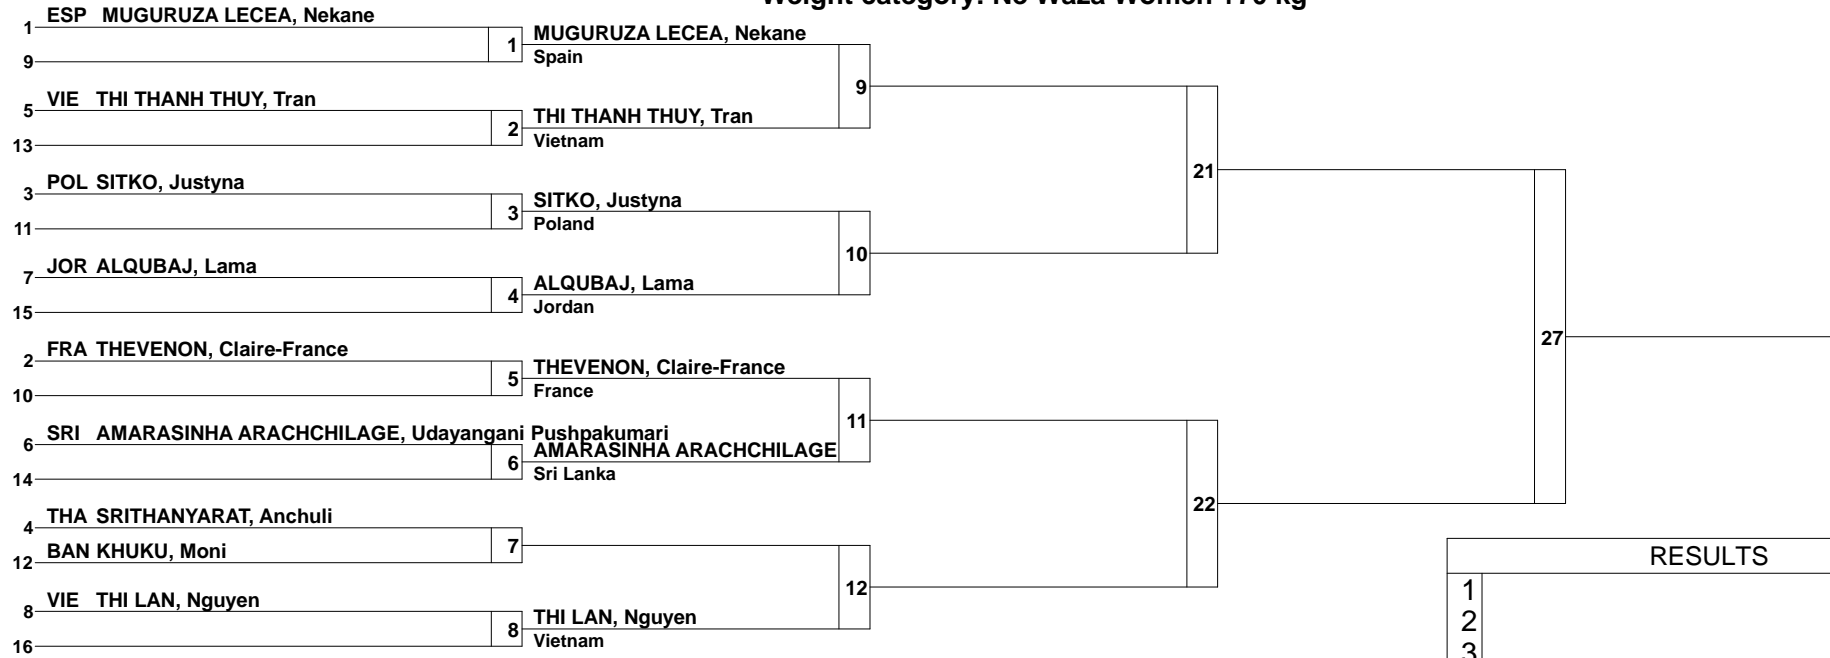 Weight category: Ne Waza Women +70 kg
1 ESP MUGURUZA LECEA, Nekane
9
1 MUGURUZA LECEA, Nekane
Spain
5 VIE THI THANH THUY, Tran
13
2 THI THANH THUY, Tran
Vietnam
9
3 POL SITKO, Justyna
11
3 SITKO, Justyna
Poland
7 JOR ALQUBAJ, Lama
15
4 ALQUBAJ, Lama
Jordan
10
21
2 FRA THEVENON, Claire-France
10
5 THEVENON, Claire-France
France
6 SRI AMARASINHA ARACHCHILAGE, Udayangani Pushpakumari
14
6 AMARASINHA ARACHCHILAGE
Sri Lanka
11
4 THA SRITHANYARAT, Anchuli
12 BAN KHUKU, Moni
7
8 VIE THI LAN, Nguyen
16
8 THI LAN, Nguyen
Vietnam
12
22
27
RESULTS
1
2
3